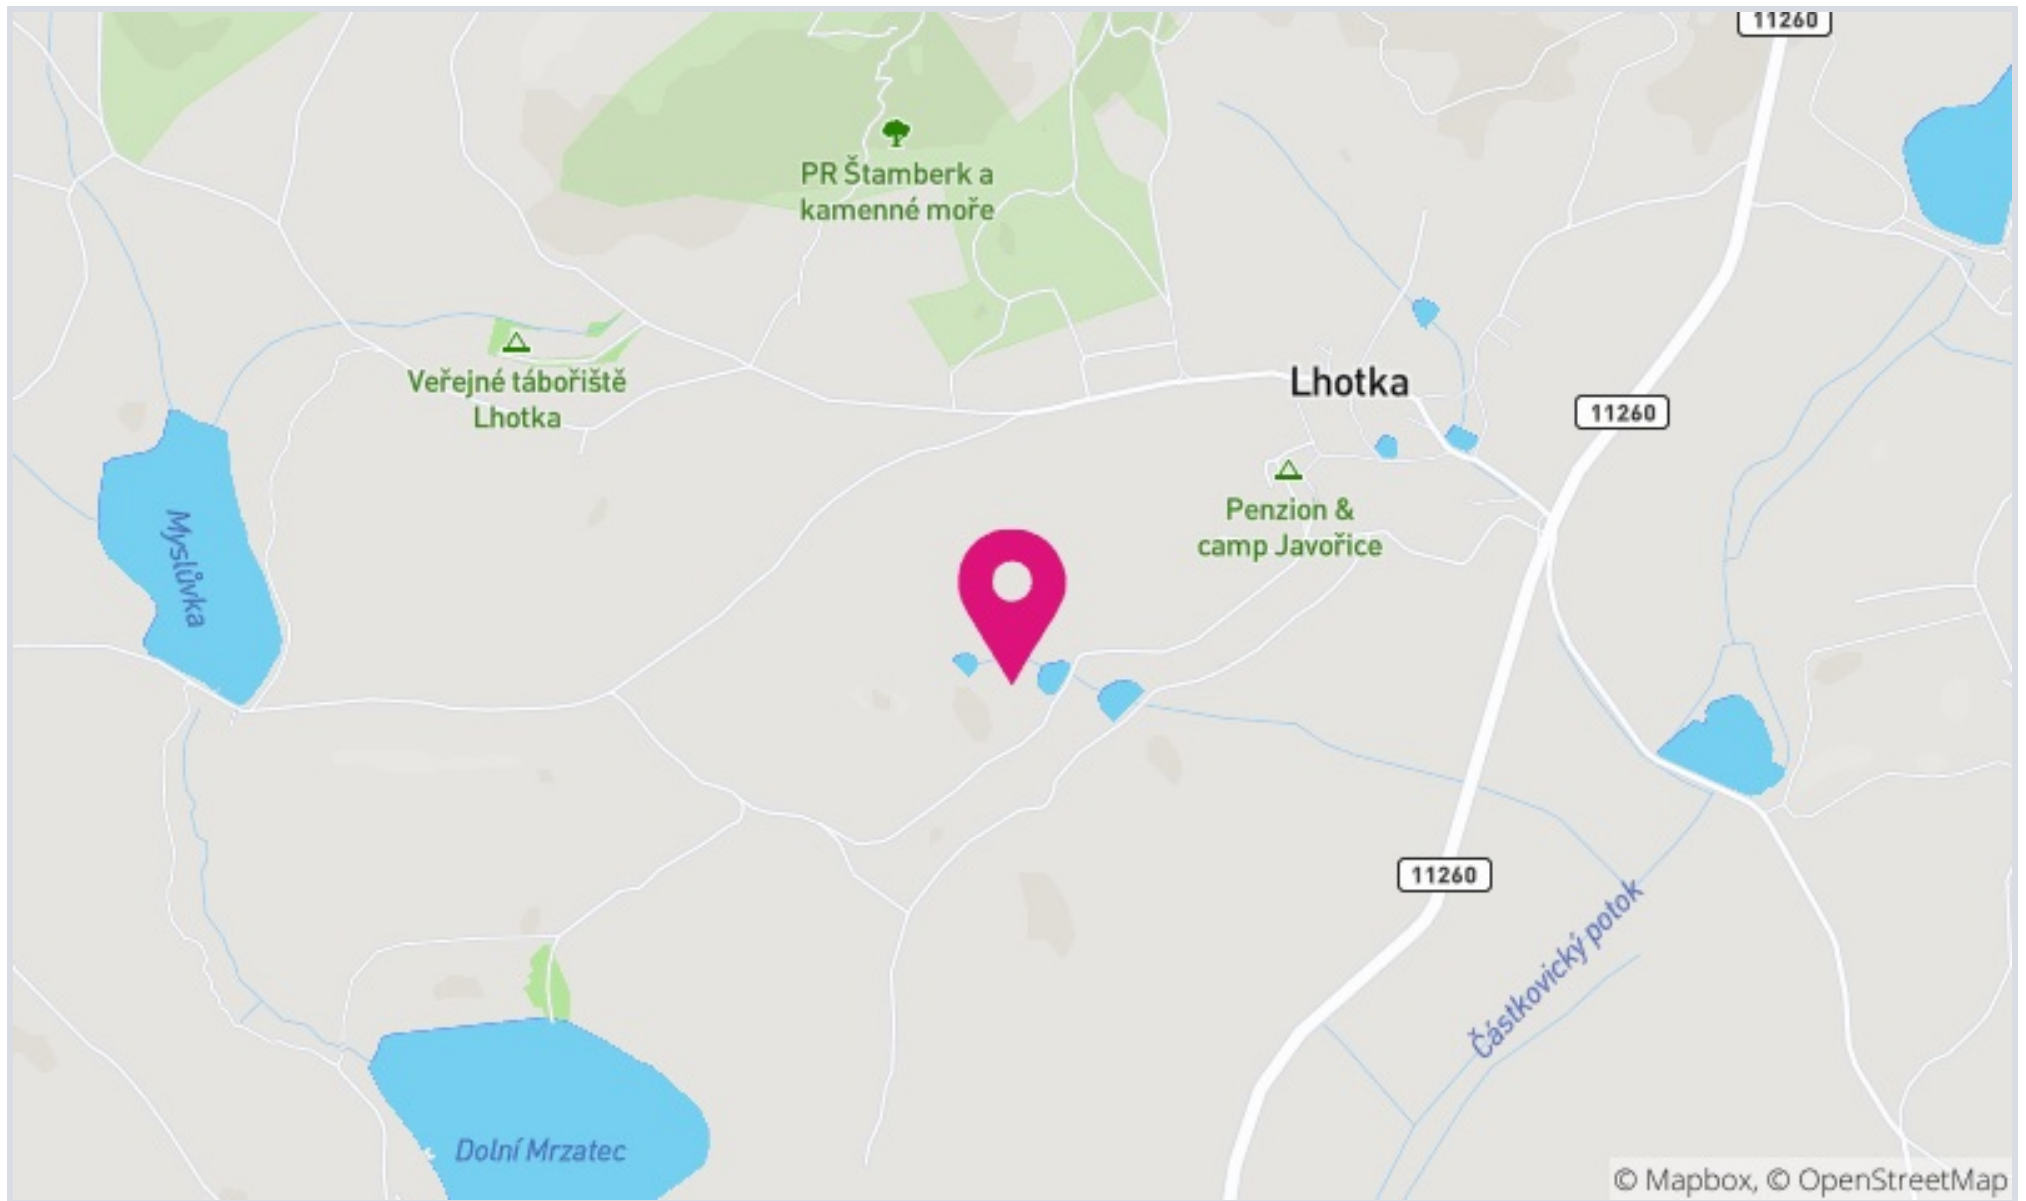 11260
PR Štamberk a
kamenné moře
Veřejné tábořiště
Lhotka
Lhotka
11260
Penzion &
camp Javořice
Myslůvka
11260
Částkovický potok
Dolní Mrzatec
© Mapbox, © OpenStreetMap